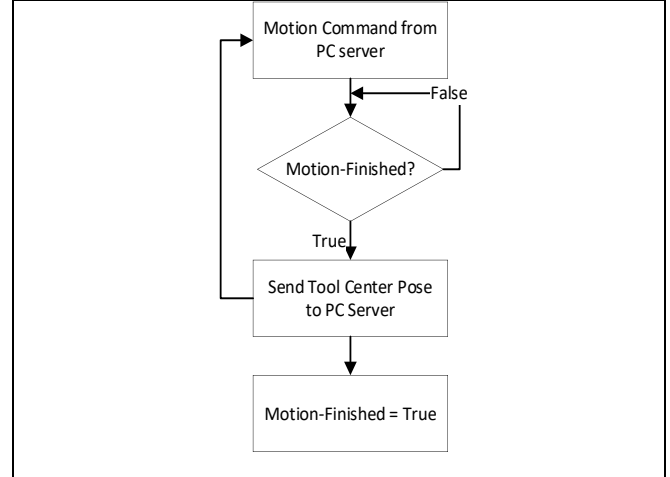 Motion Command from
PC server
False
Motion-Finished?
True
Send Tool Center Pose
to PC Server
Motion-Finished = True